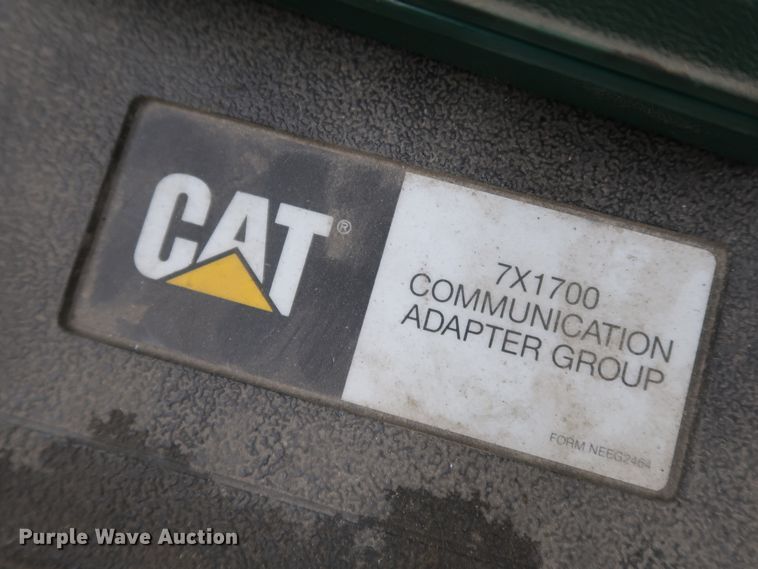 CAT®
7X1700
COMMUNICATION
ADAPTER GROUP
FORM NEEG2464
Purple Wave Auction